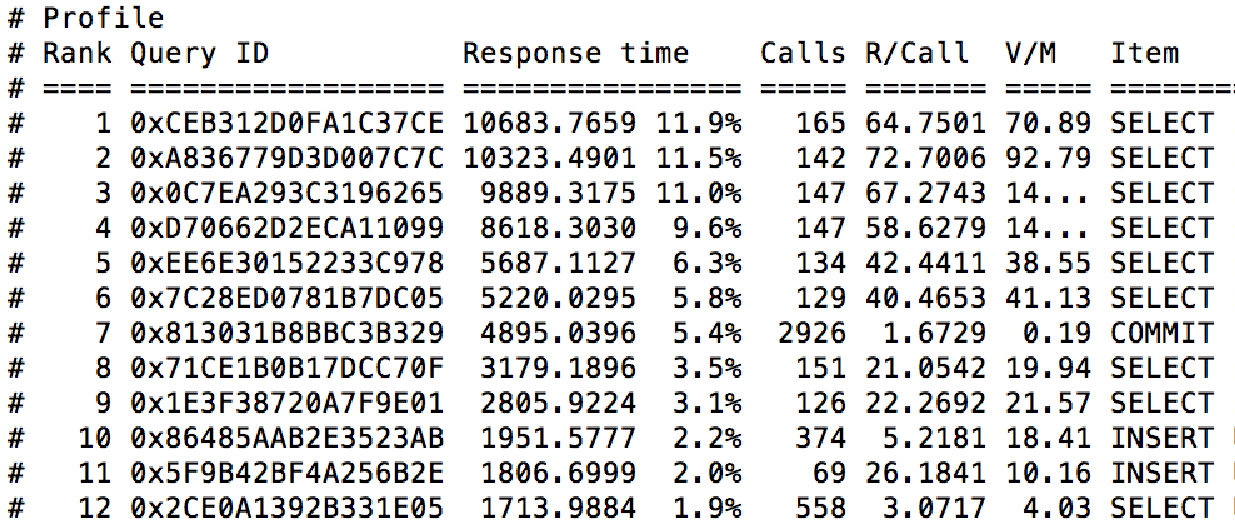 # Profile
# Rank Query ID           Response time    Calls R/Call  V/M   Item
# ==== ================== ================ ===== ======= ===== =======
#    1 0xCEB312D0FA1C37CE 10683.7659 11.9%   165 64.7501 70.89 SELECT
#    2 0xA836779D3D007C7C 10323.4901 11.5%   142 72.7006 92.79 SELECT
#    3 0x0C7EA293C3196265  9889.3175 11.0%   147 67.2743 14... SELECT
#    4 0xD70662D2ECA11099  8618.3030  9.6%   147 58.6279 14... SELECT
#    5 0xEE6E30152233C978  5687.1127  6.3%   134 42.4411 38.55 SELECT
#    6 0x7C28ED0781B7DC05  5220.0295  5.8%   129 40.4653 41.13 SELECT
#    7 0x813031B8BBC3B329  4895.0396  5.4%  2926  1.6729  0.19 COMMIT
#    8 0x71CE1B0B17DCC70F  3179.1896  3.5%   151 21.0542 19.94 SELECT
#    9 0x1E3F38720A7F9E01  2805.9224  3.1%   126 22.2692 21.57 SELECT
#   10 0x86485AAB2E3523AB  1951.5777  2.2%   374  5.2181 18.41 INSERT
#   11 0x5F9B42BF4A256B2E  1806.6999  2.0%    69 26.1841 10.16 INSERT
#   12 0x2CE0A1392B331E05  1713.9884  1.9%   558  3.0717  4.03 SELECT